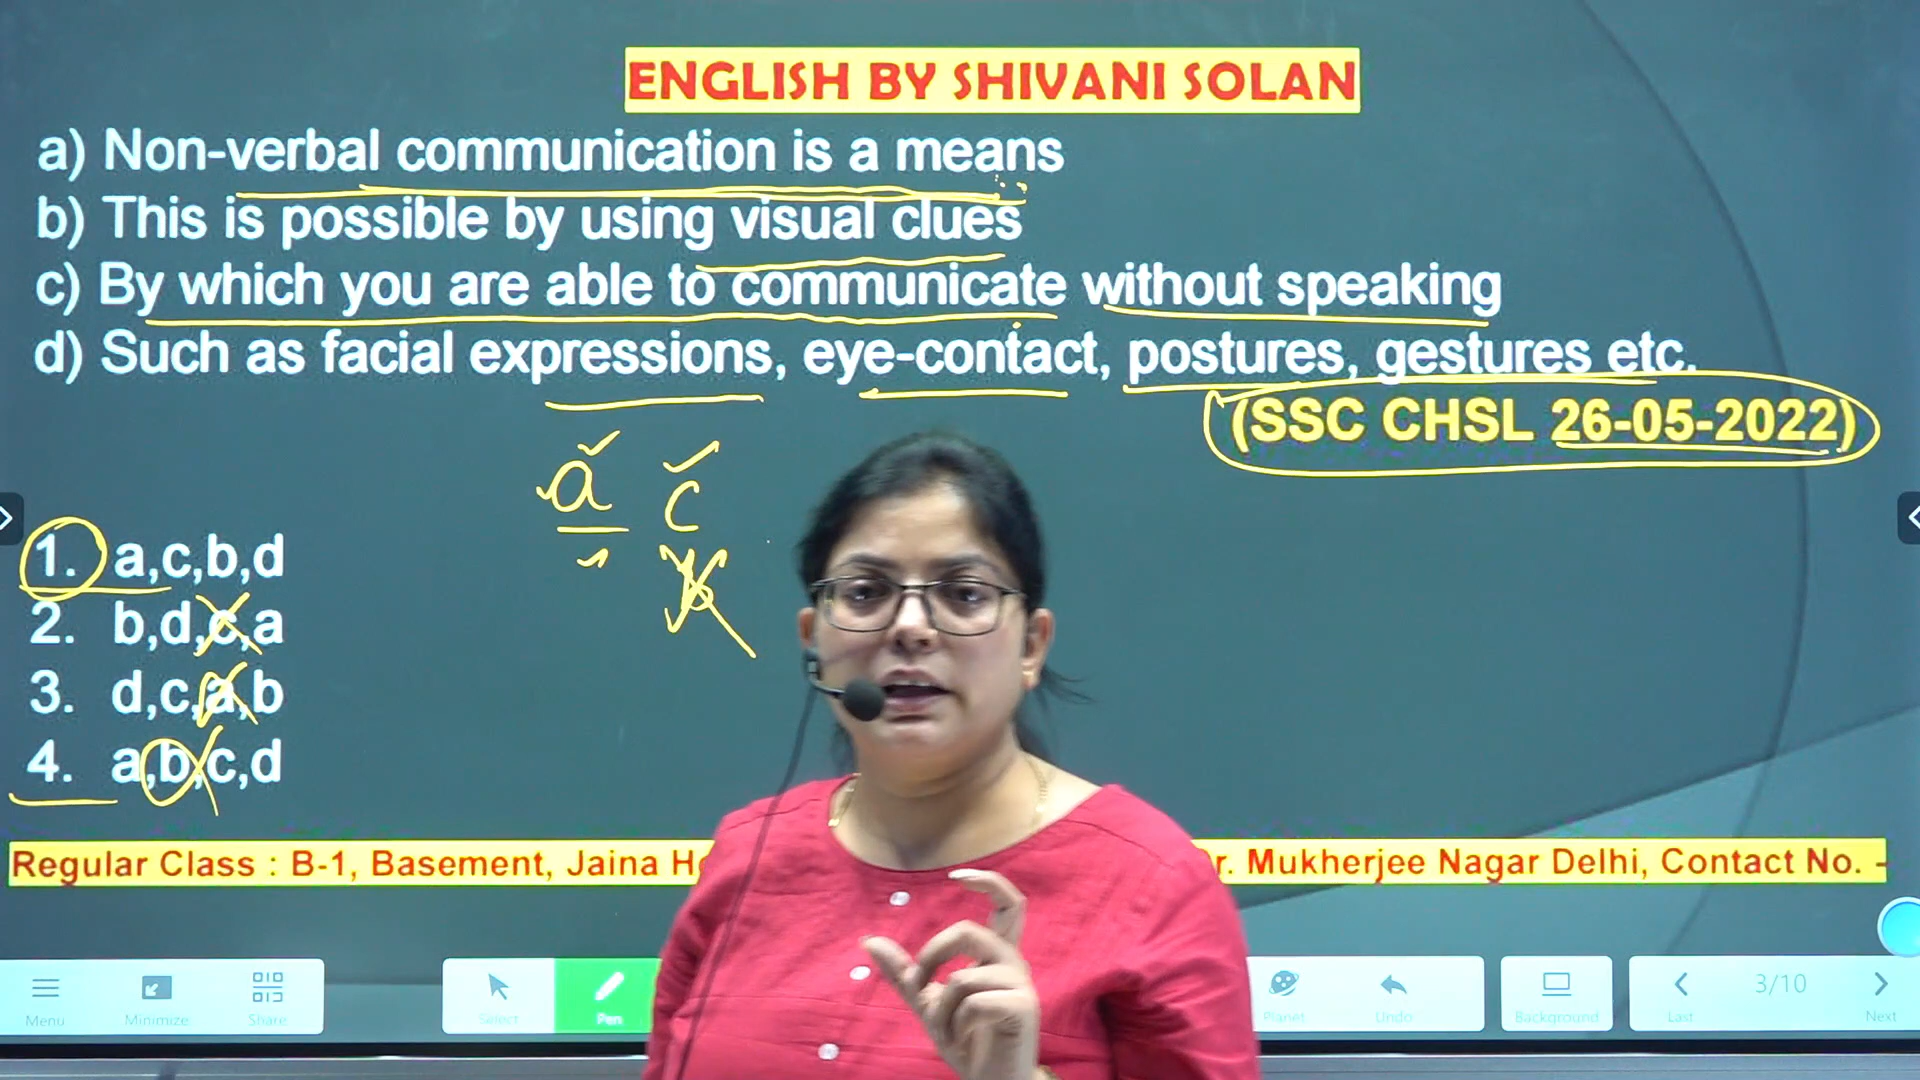 ENGLISH BY SHIVANI SOLAN
a) Non-verbal communication is a means
b) This is possible by using visual clues
c) By which you are able to communicate without speaking
d) Such as facial expressions, eye-contact, postures, gestures etc.
(SSC CHSL 26-05-2022)
a c
b
1. a,c,b,d
2. b,d,c,a
3. d,c,a,b
4. a,b,c,d
Regular Class : B-1, Basement, Jaina r. Mukherjee Nagar Delhi, Contact No. -
Menu Minimize Share Select Pen Planet Undo Background Last 3/10 Next